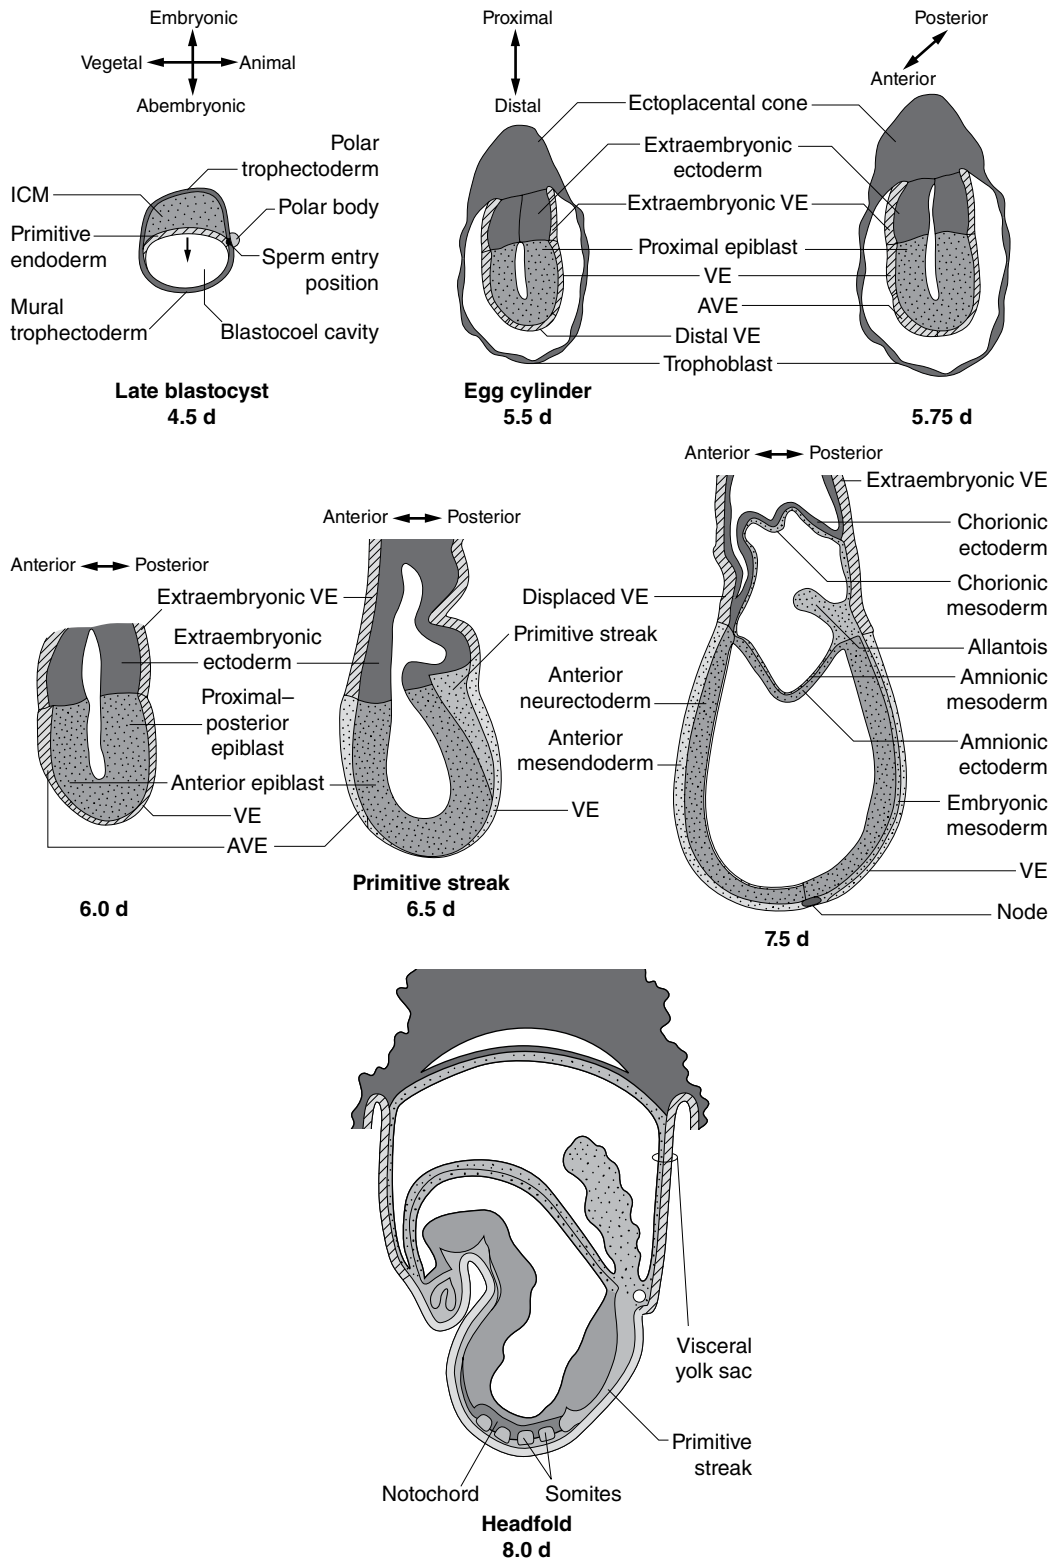 Embryonic
Vegetal
Animal
Abembryonic
Polar
trophectoderm
ICM
Polar body
Primitive
endoderm
Sperm entry
position
Mural
trophectoderm
Blastocoel cavity
Late blastocyst
4.5 d
Proximal
Distal
Posterior
Anterior
Ectoplacental cone
Extraembryonic
ectoderm
Extraembryonic VE
Proximal epiblast
VE
AVE
Distal VE
Trophoblast
Egg cylinder
5.5 d
5.75 d
Anterior
Posterior
Extraembryonic VE
Extraembryonic
ectoderm
Proximal–
posterior
epiblast
Anterior epiblast
VE
AVE
6.0 d
Anterior
Posterior
Primitive streak
VE
Primitive streak
6.5 d
Anterior
Posterior
Extraembryonic VE
Chorionic
ectoderm
Chorionic
mesoderm
Displaced VE
Allantois
Anterior
neurectoderm
Amnionic
mesoderm
Anterior
mesendoderm
Amnionic
ectoderm
Embryonic
mesoderm
VE
Node
7.5 d
Visceral
yolk sac
Primitive
streak
Notochord
Somites
Headfold
8.0 d